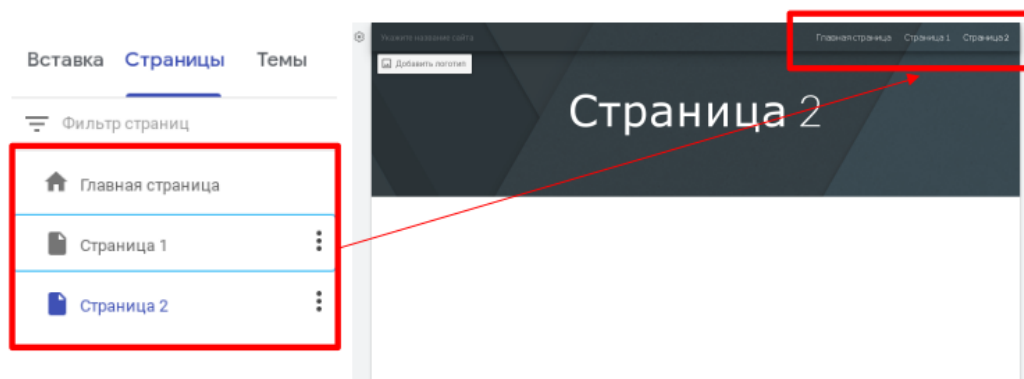 Вставка Страницы Темы
Фильтр страниц
Главная страница
Страница 1
Страница 2
Укажите название сайта
Главная страница Страница 1 Страница 2
Добавить логотип
Страница 2